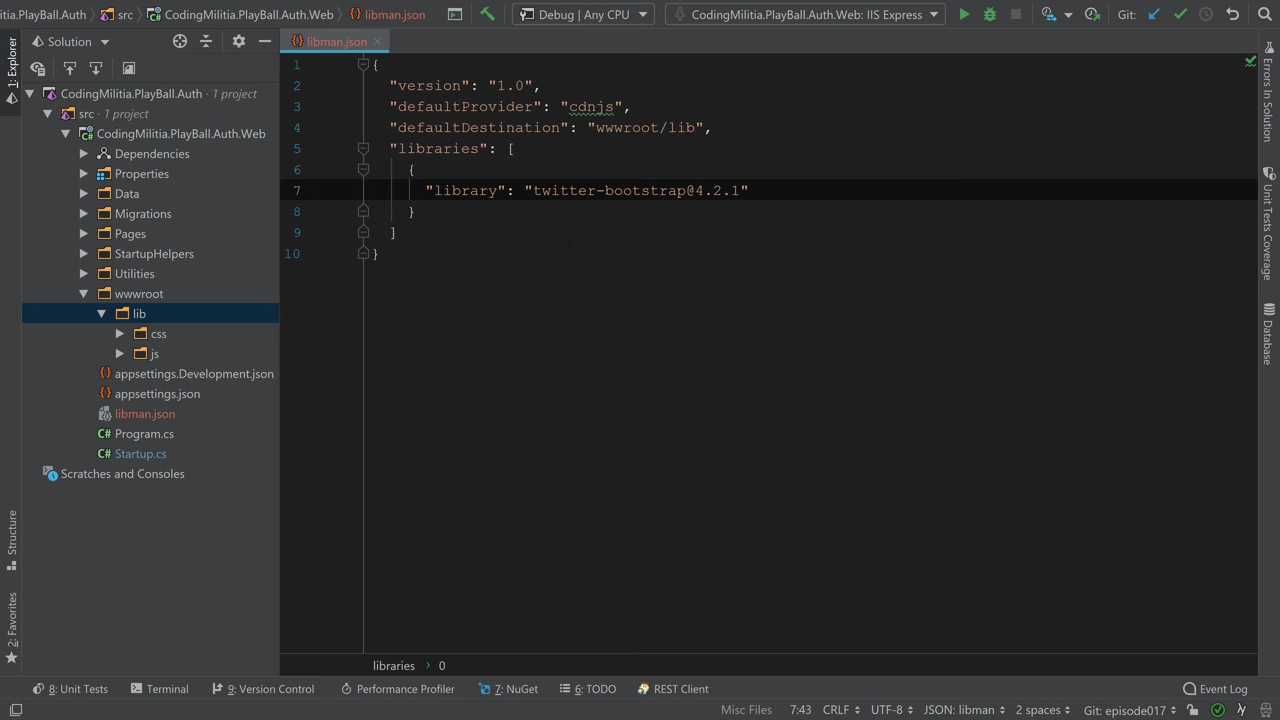 .PlayBall.Auth
src
CodingMilitia.PlayBall.Auth.Web
libman.json
Debug | Any CPU
CodingMilitia.PlayBall.Auth.Web: IIS Express
Git:
1: Explorer
Solution
libman.json
CodingMilitia.PlayBall.Auth 1 project
src 1 project
CodingMilitia.PlayBall.Auth.Web
Dependencies
Properties
Data
Migrations
Pages
StartupHelpers
Utilities
wwwroot
lib
css
js
appsettings.Development.json
appsettings.json
libman.json
Program.cs
Startup.cs
Scratches and Consoles
Structure
2: Favorites
1 {
2 "version": "1.0",
3 "defaultProvider": "cdnjs",
4 "defaultDestination": "wwwroot/lib",
5 "libraries": [
6 {
7 "library": "twitter-bootstrap@4.2.1"
8 }
9 ]
10 }
Errors In Solution
Unit Tests Coverage
Database
libraries › 0
8: Unit Tests
Terminal
9: Version Control
Performance Profiler
7: NuGet
6: TODO
REST Client
Event Log
Misc Files
7:43
CRLF
UTF-8
JSON: libman
2 spaces
Git: episode017